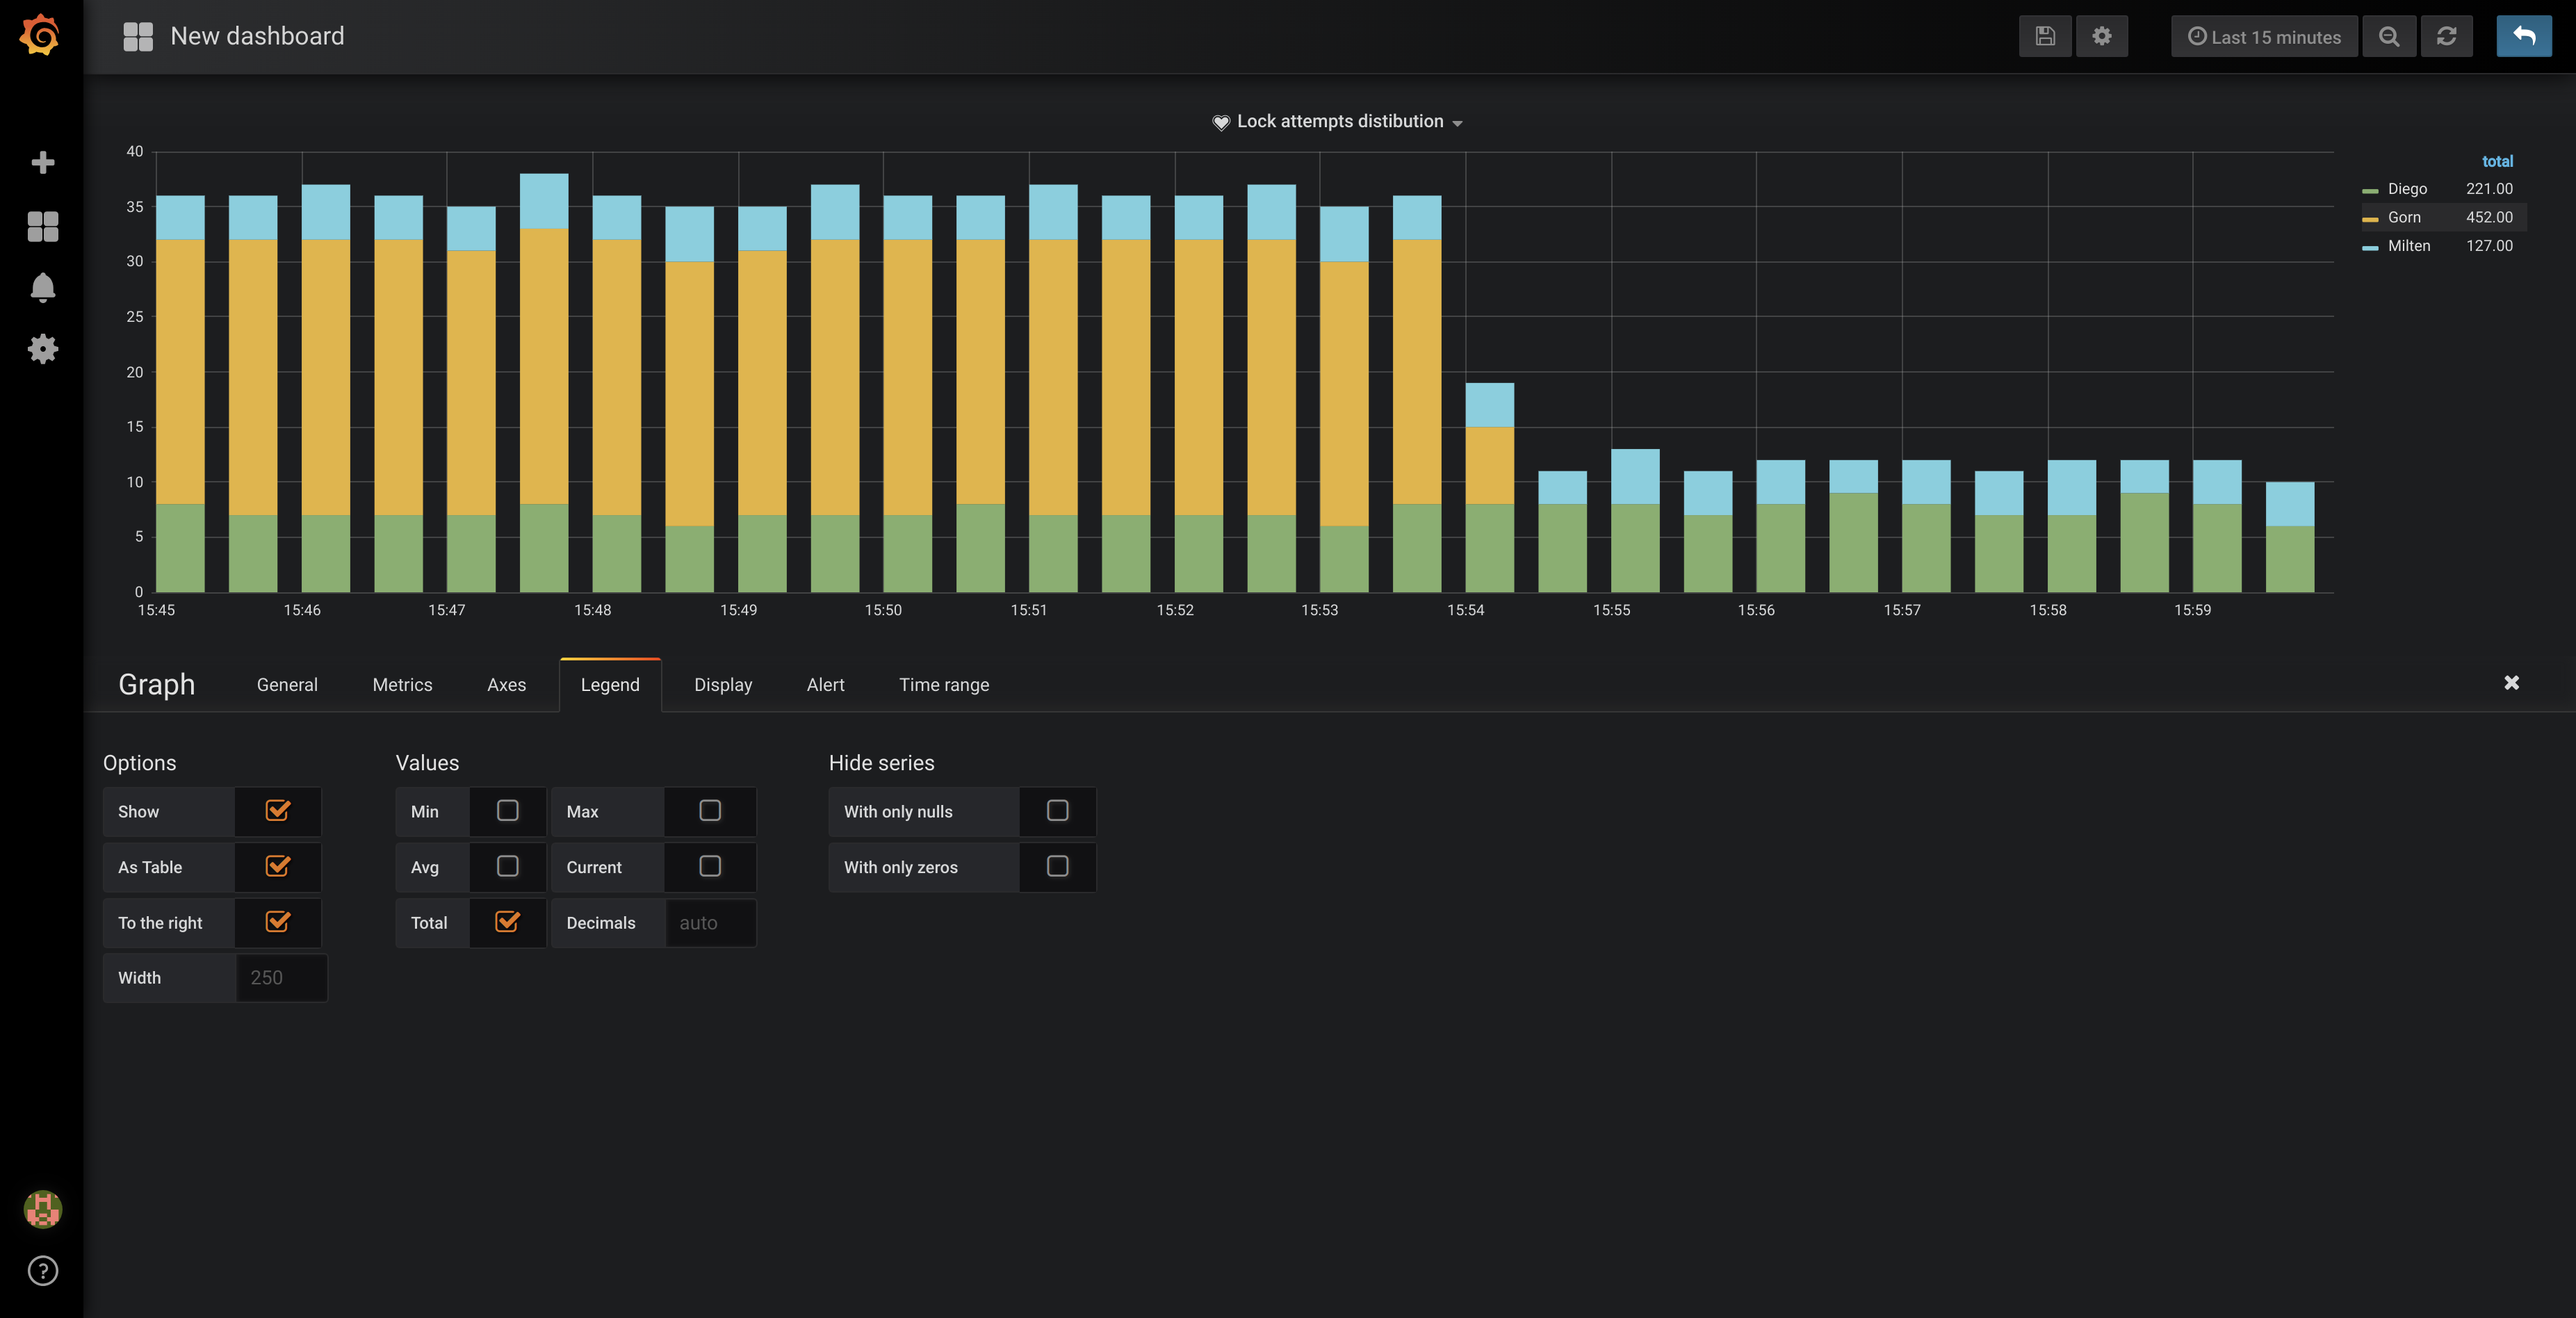 New dashboard
Last 15 minutes
Lock attempts distibution
40
35
30
25
20
15
10
5
0
15:45 15:46 15:47 15:48 15:49 15:50 15:51 15:52 15:53 15:54 15:55 15:56 15:57 15:58 15:59
total
Diego 221.00
Gorn 452.00
Milten 127.00
Graph General Metrics Axes Legend Display Alert Time range
Options
Show
As Table
To the right
Width 250
Values
Min Max
Avg Current
Total Decimals auto
Hide series
With only nulls
With only zeros
?